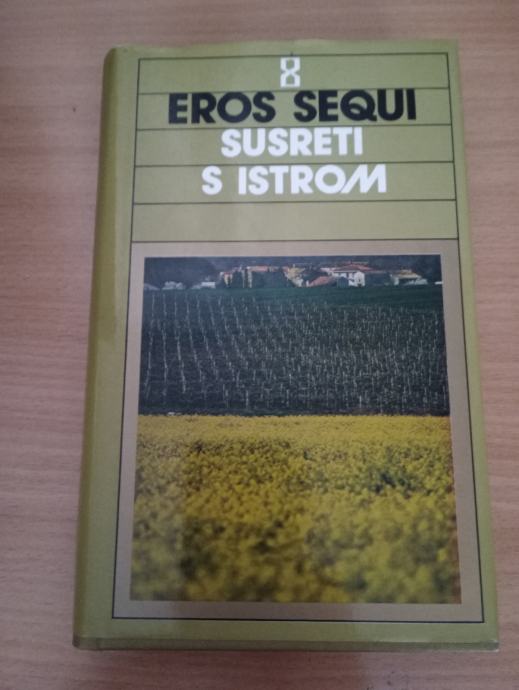 EROS SEQUI
SUSRETI
S ISTROM